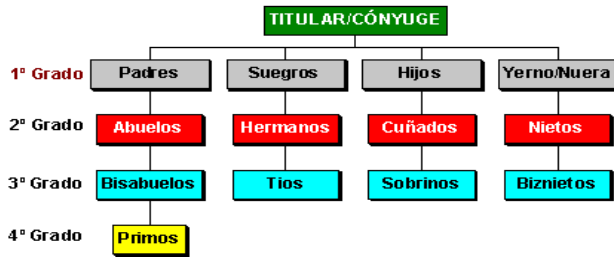 TITULAR/CÓNYUGE
1º Grado Padres Suegros Hijos Yerno/Nuera
2º Grado Abuelos Hermanos Cuñados Nietos
3º Grado Bisabuelos Tios Sobrinos Biznietos
4º Grado Primos